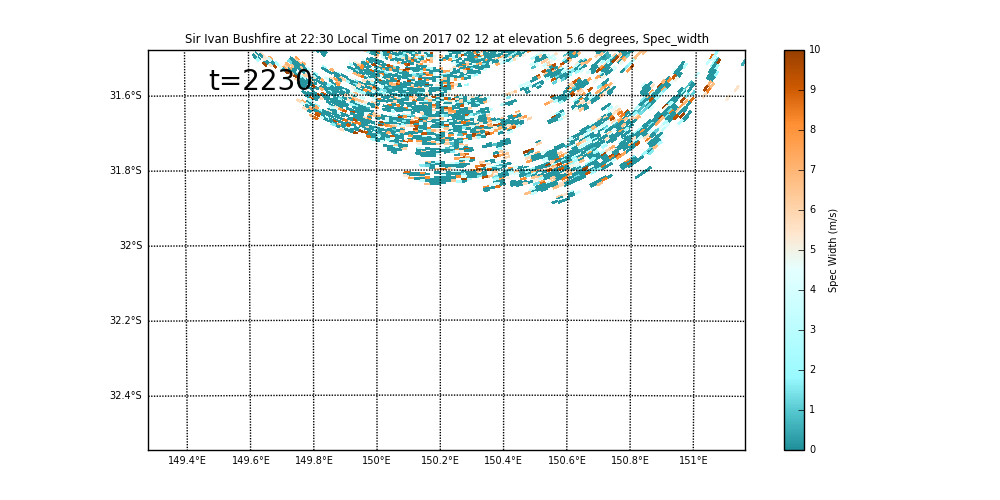 Sir Ivan Bushfire at 22:30 Local Time on 2017 02 12 at elevation 5.6 degrees, Spec_width
t=2230
31.6°S
31.8°S
32°S
32.2°S
32.4°S
149.4°E 149.6°E 149.8°E 150°E 150.2°E 150.4°E 150.6°E 150.8°E 151°E
10
9
8
7
6
5
4
3
2
1
0
Spec Width (m/s)